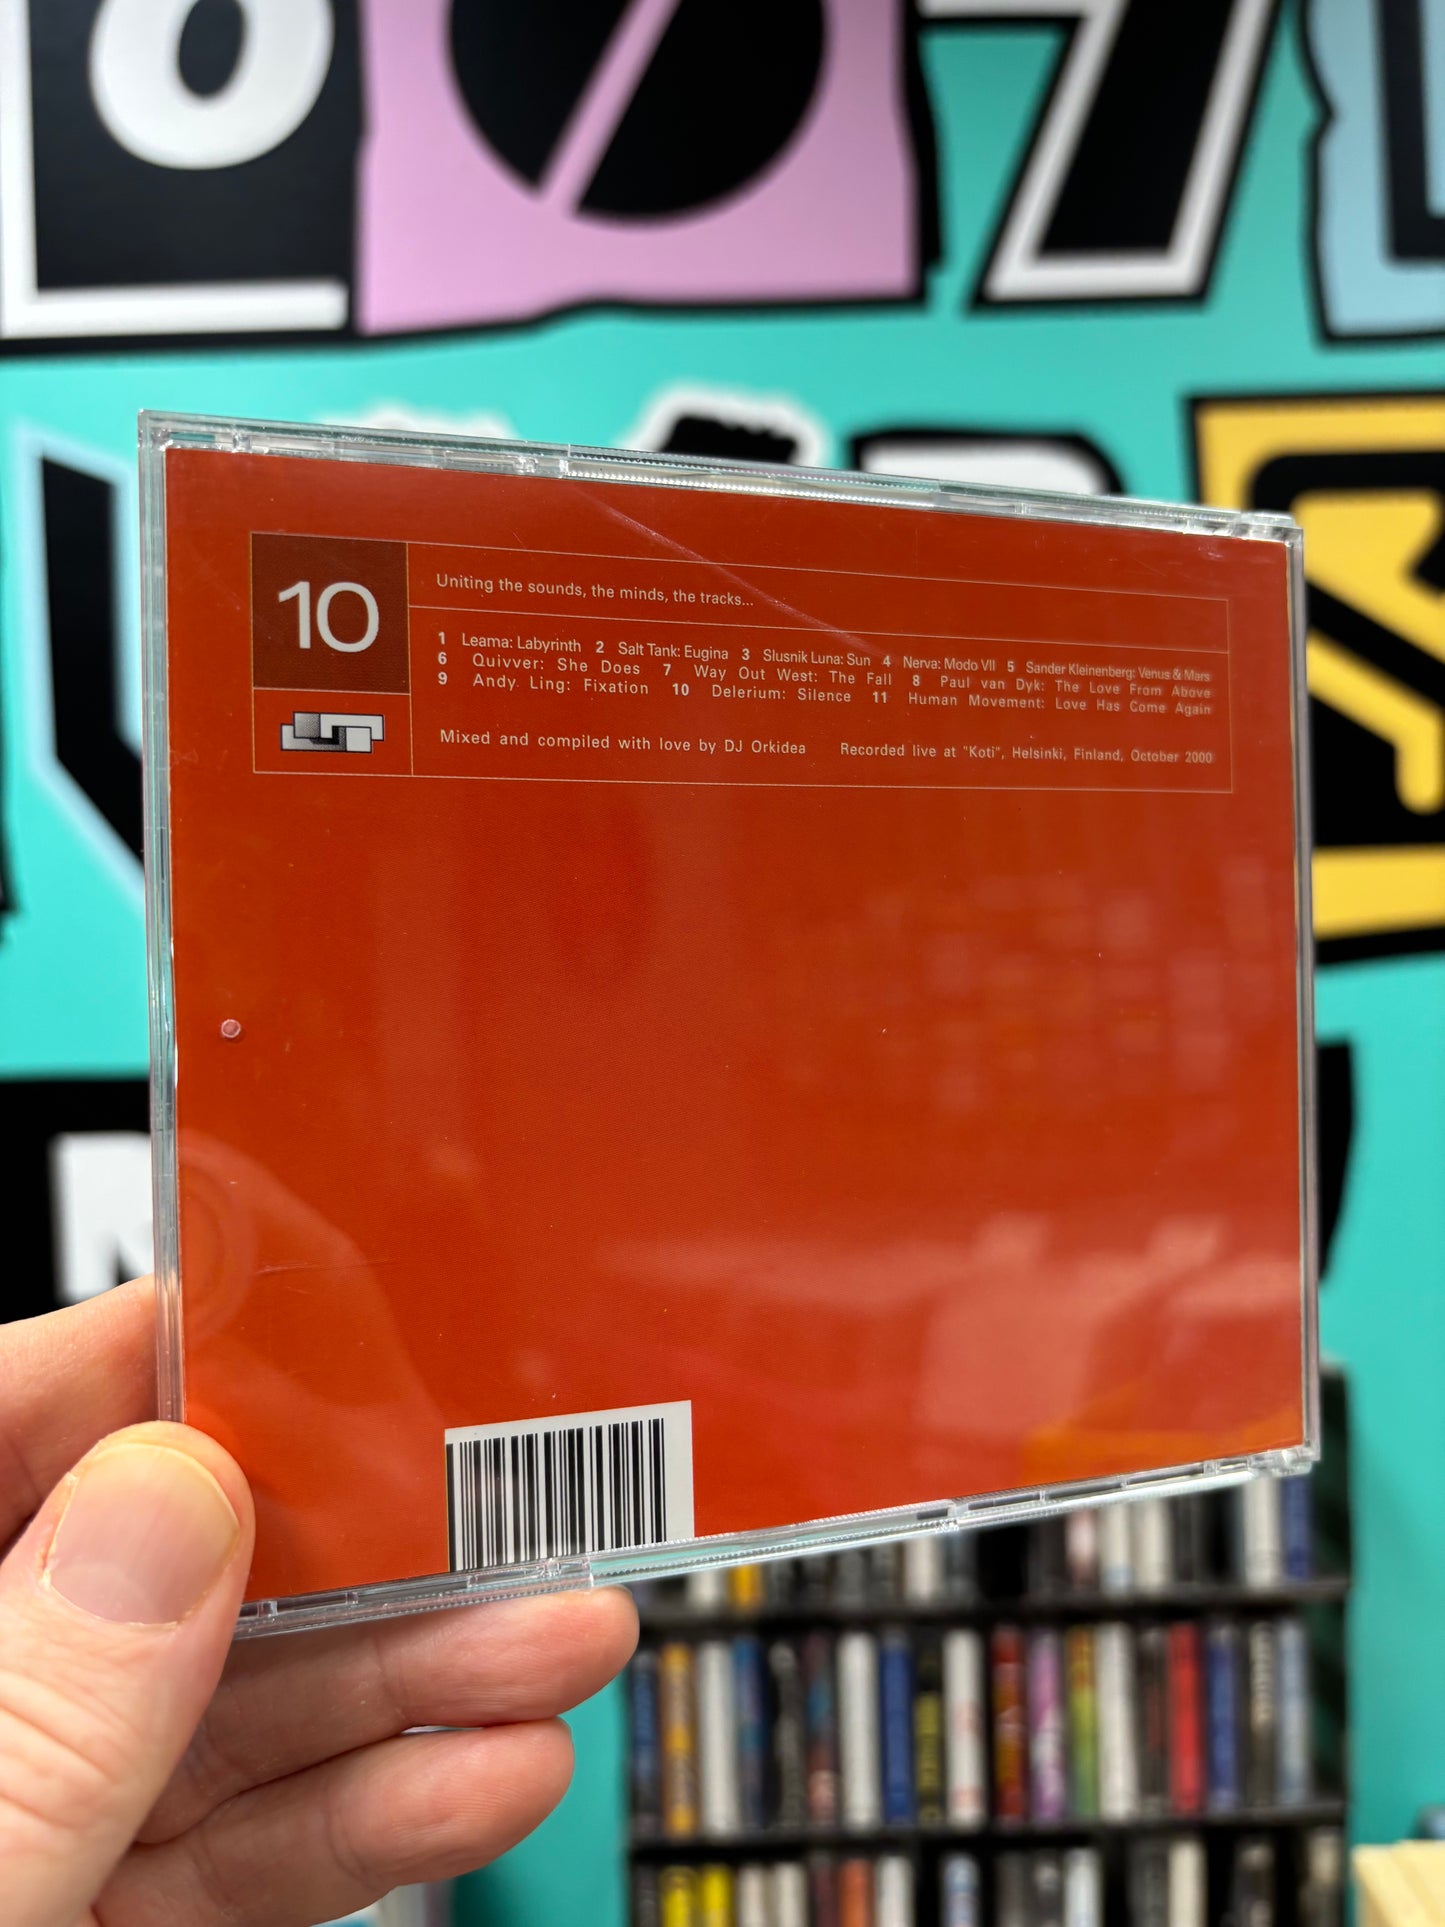 10
Uniting the sounds, the minds, the tracks...
1 Leama: Labyrinth 2 Salt Tank: Eugina 3 Slusnik Luna: Sun 4 Nerva: Modo VII 5 Sander Kleinenberg: Venus & Mars
6 Quivver: She Does 7 Way Out West: The Fall 8 Paul van Dyk: The Love From Above
9 Andy Ling: Fixation 10 Delerium: Silence 11 Human Movement: Love Has Come Again
Mixed and compiled with love by DJ Orkidea Recorded live at "Koti", Helsinki, Finland, October 2000